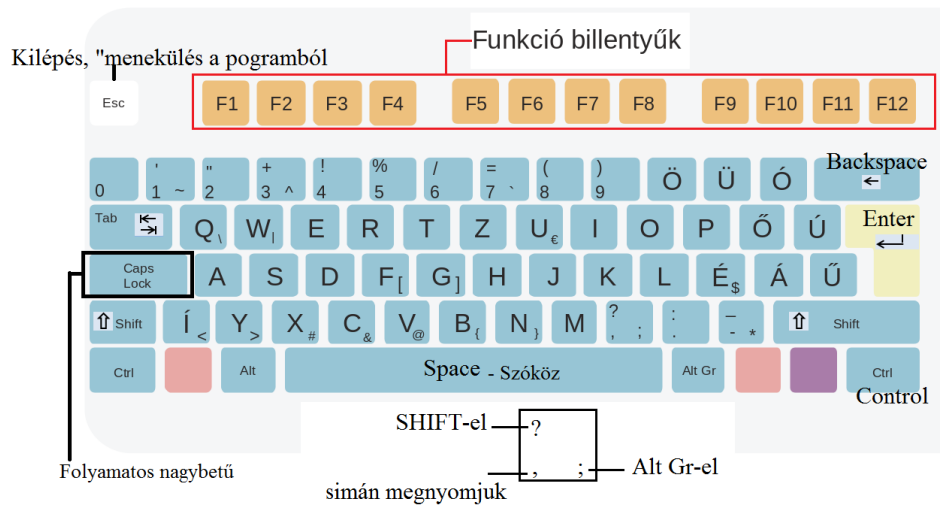 Funkció billentyűk
Kilépés, "menekülés a pogramból
Esc F1 F2 F3 F4 F5 F6 F7 F8 F9 F10 F11 F12
' " + ! % / = ( ) Ö Ü Ó Backspace
0 1 ~ 2 3 ^ 4 5 6 7 ` 8 9 ←
Tab Q \ W | E R T Z U € I O P Ő Ú Enter
Caps Lock A S D F [ G ] H J K L É $ Á Ű
⇧ Shift Í < Y > X # C & V @ B { N } M ? , ; : . _ - * ⇧ Shift
Ctrl Alt Space - Szóköz Alt Gr Ctrl
Control
SHIFT-el ?
Folyamatos nagybetű , ; Alt Gr-el
simán megnyomjuk